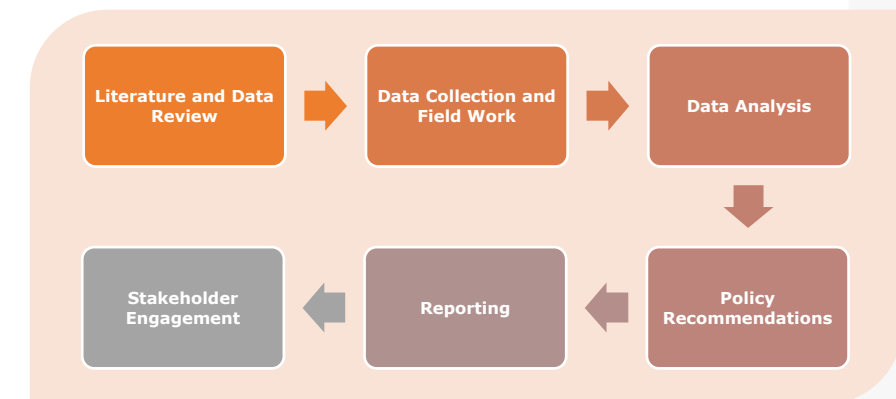 Literature and Data
Review
Data Collection and
Field Work
Data Analysis
Policy
Recommendations
Reporting
Stakeholder
Engagement